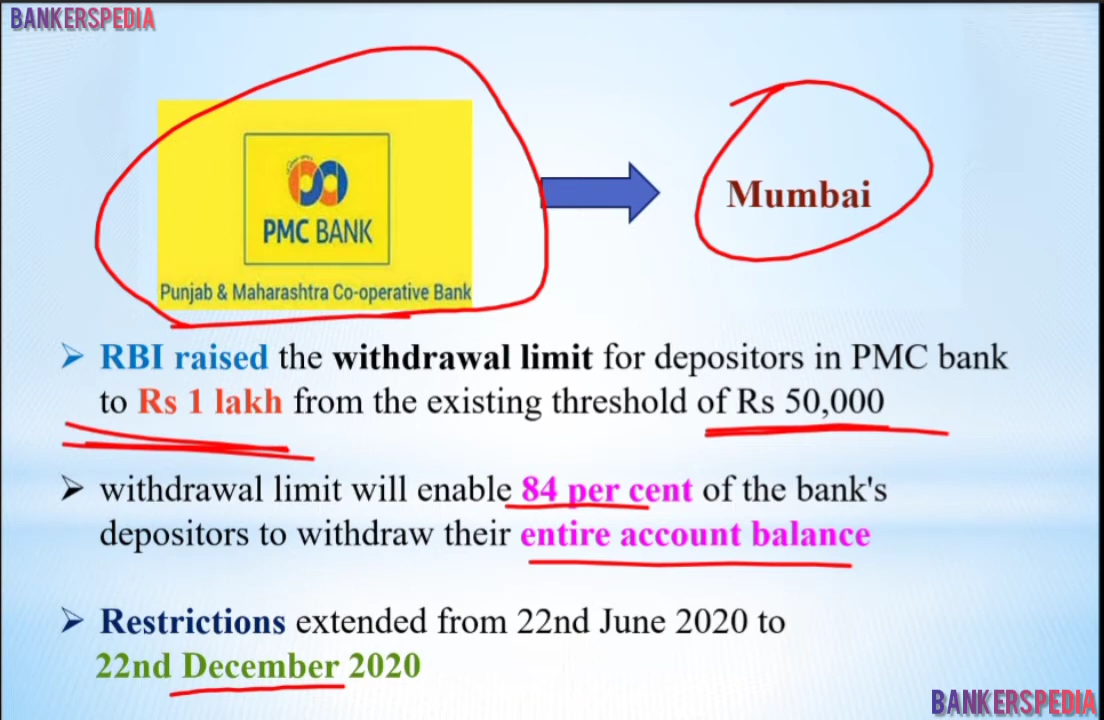 BANKERSPEDIA
PMC BANK
Punjab & Maharashtra Co-operative Bank
Mumbai
➢ RBI raised the withdrawal limit for depositors in PMC bank
to Rs 1 lakh from the existing threshold of Rs 50,000
➢ withdrawal limit will enable 84 per cent of the bank's
depositors to withdraw their entire account balance
➢ Restrictions extended from 22nd June 2020 to
22nd December 2020
BANKERSPEDIA